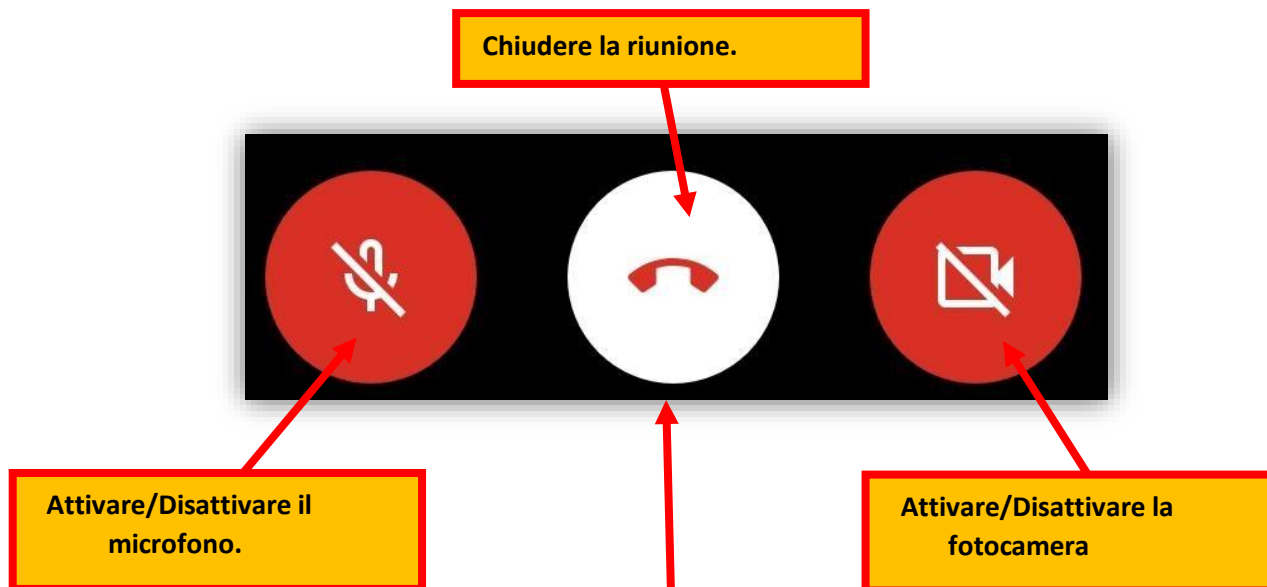 Chiudere la riunione.
Attivare/Disattivare il
microfono.
Attivare/Disattivare la
fotocamera